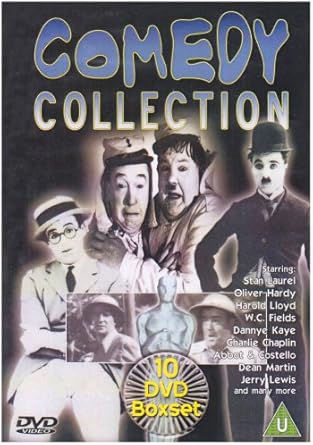 COMEDY
COLLECTION
Starring:
Stan Laurel
Oliver Hardy
Harold Lloyd
W.C. Fields
Dannye Kaye
Charlie Chaplin
Abbot & Costello
Dean Martin
Jerry Lewis
and many more
10
DVD
Boxset
DVD
VIDEO
U